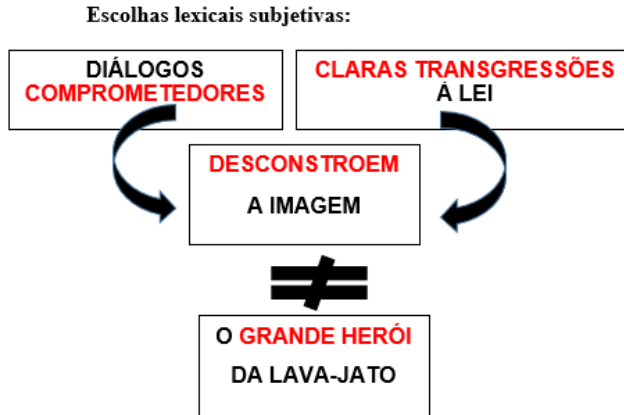 Escolhas lexicais subjetivas:
DIÁLOGOS
COMPROMETEDORES
CLARAS TRANSGRESSÕES
À LEI
DESCONSTROEM
A IMAGEM
O GRANDE HERÓI
DA LAVA-JATO